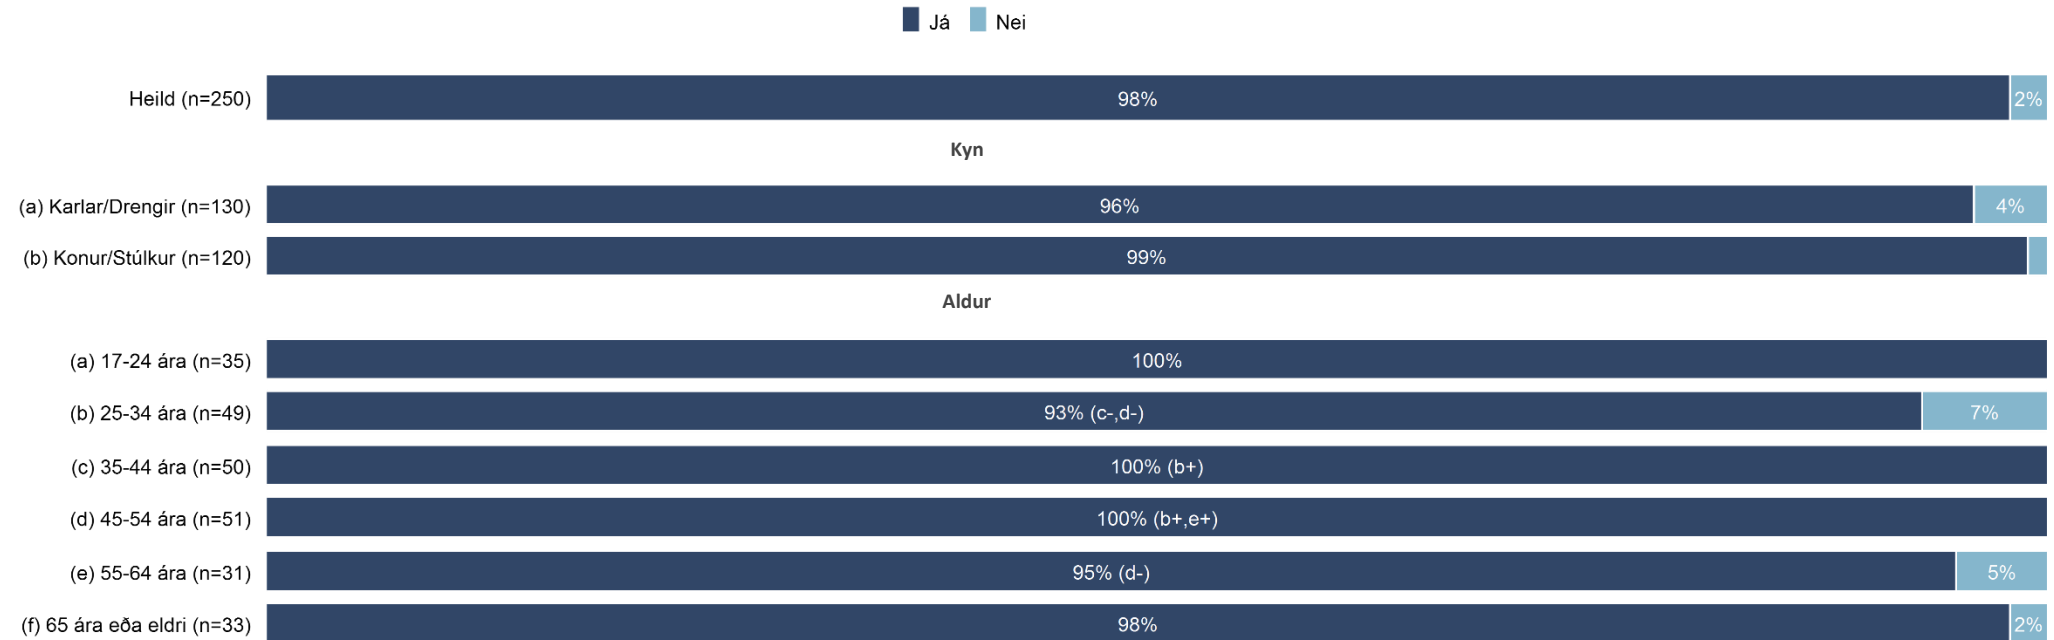 Já Nei
Heild (n=250) 98% 2%
Kyn
(a) Karlar/Drengir (n=130) 96% 4%
(b) Konur/Stúlkur (n=120) 99%
Aldur
(a) 17-24 ára (n=35) 100%
(b) 25-34 ára (n=49) 93% (c-,d-) 7%
(c) 35-44 ára (n=50) 100% (b+)
(d) 45-54 ára (n=51) 100% (b+,e+)
(e) 55-64 ára (n=31) 95% (d-) 5%
(f) 65 ára eða eldri (n=33) 98% 2%